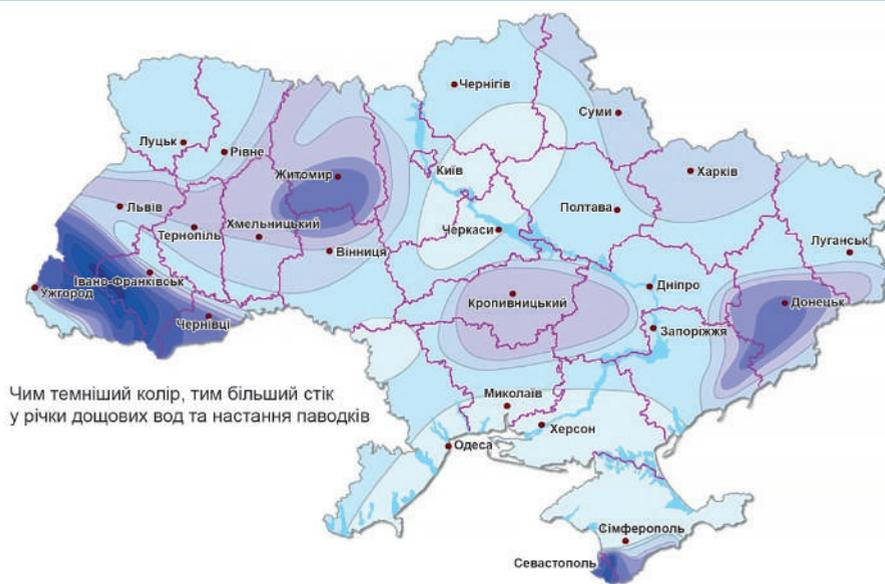 Чернігів
Суми
Луцьк
Рівне
Житомир
Київ
Харків
Львів
Полтава
Хмельницький
Тернопіль
Черкаси
Вінниця
Луганськ
Івано-Франківськ
Ужгород
Дніпро
Кропивницький
Донецьк
Чернівці
Запоріжжя
Чим темніший колір, тим більший стік
у річки дощових вод та настання паводків
Миколаїв
Херсон
Одеса
Сімферополь
Севастополь